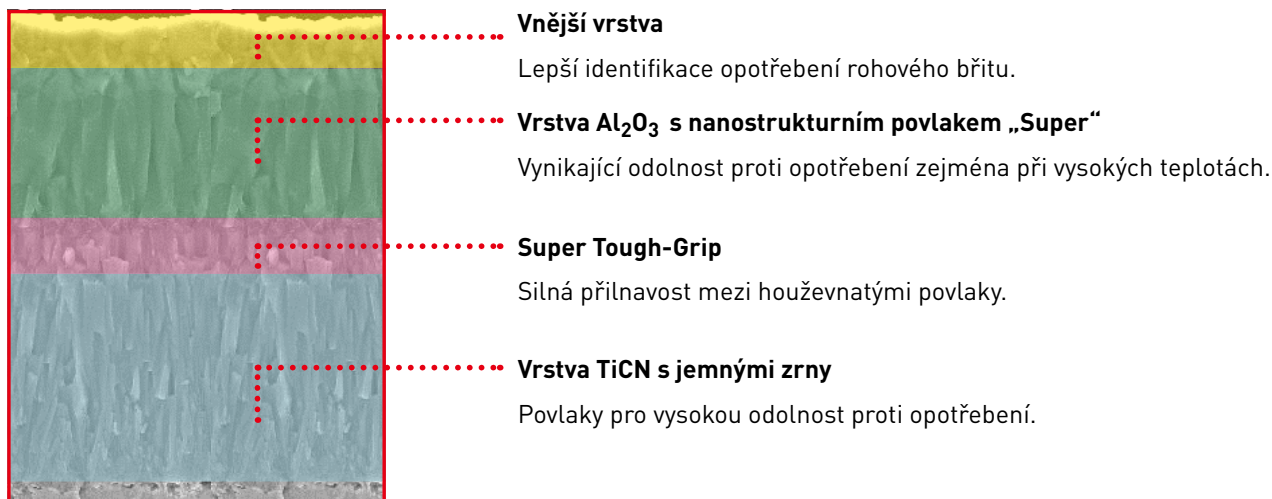 Vnější vrstva
Lepší identifikace opotřebení rohového břitu.
Vrstva Al₂O₃ s nanostrukturním povlakem „Super“
Vynikající odolnost proti opotřebení zejména při vysokých teplotách.
Super Tough-Grip
Silná přilnavost mezi houževnatými povlaky.
Vrstva TiCN s jemnými zrny
Povlaky pro vysokou odolnost proti opotřebení.